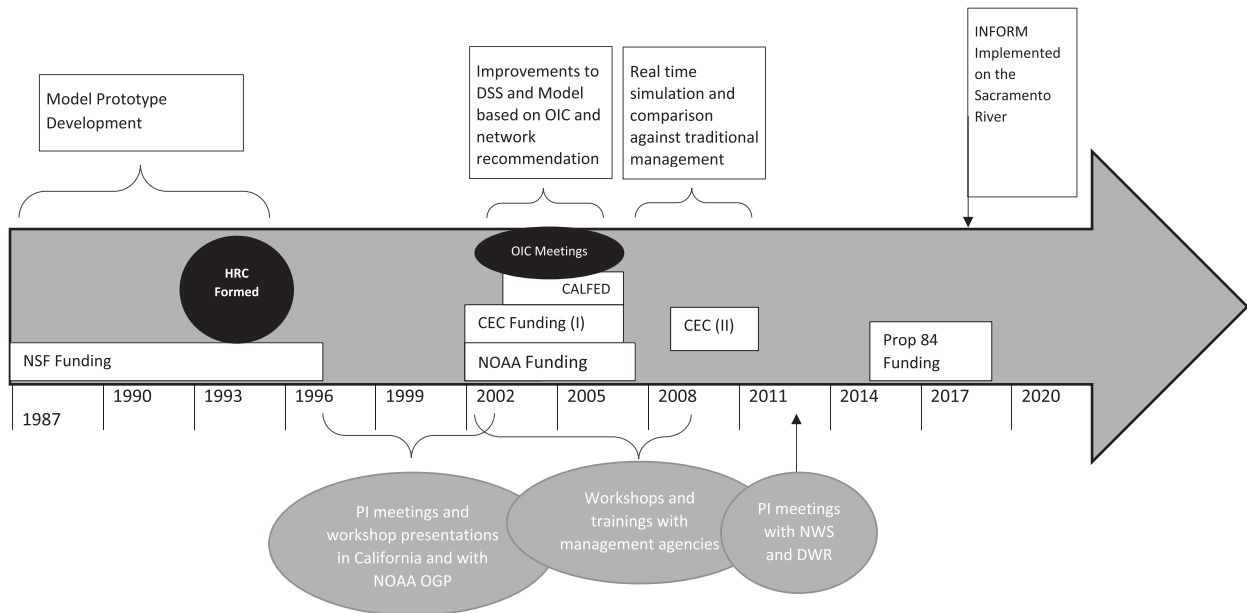 Model Prototype
Development
Improvements to
DSS and Model
based on OIC and
network
recommendation
Real time
simulation and
comparison
against traditional
management
INFORM
Implemented
on the
Sacramento
River
HRC
Formed
OIC Meetings
CALFED
CEC Funding (I)
NOAA Funding
CEC (II)
NSF Funding
Prop 84
Funding
1987
1990
1993
1996
1999
2002
2005
2008
2011
2014
2017
2020
PI meetings and
workshop presentations
in California and with
NOAA OGP
Workshops and
trainings with
management agencies
PI meetings
with NWS
and DWR